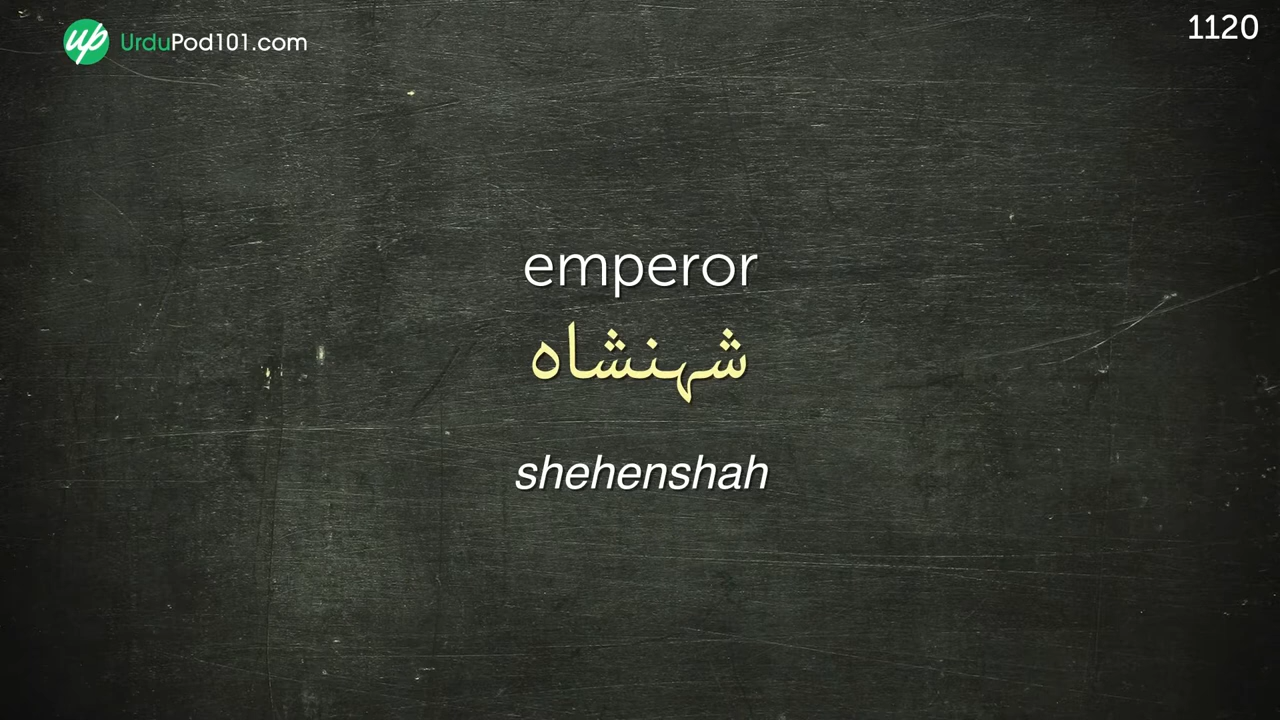 UrduPod101.com
1120
emperor
شہنشاہ
shehenshah